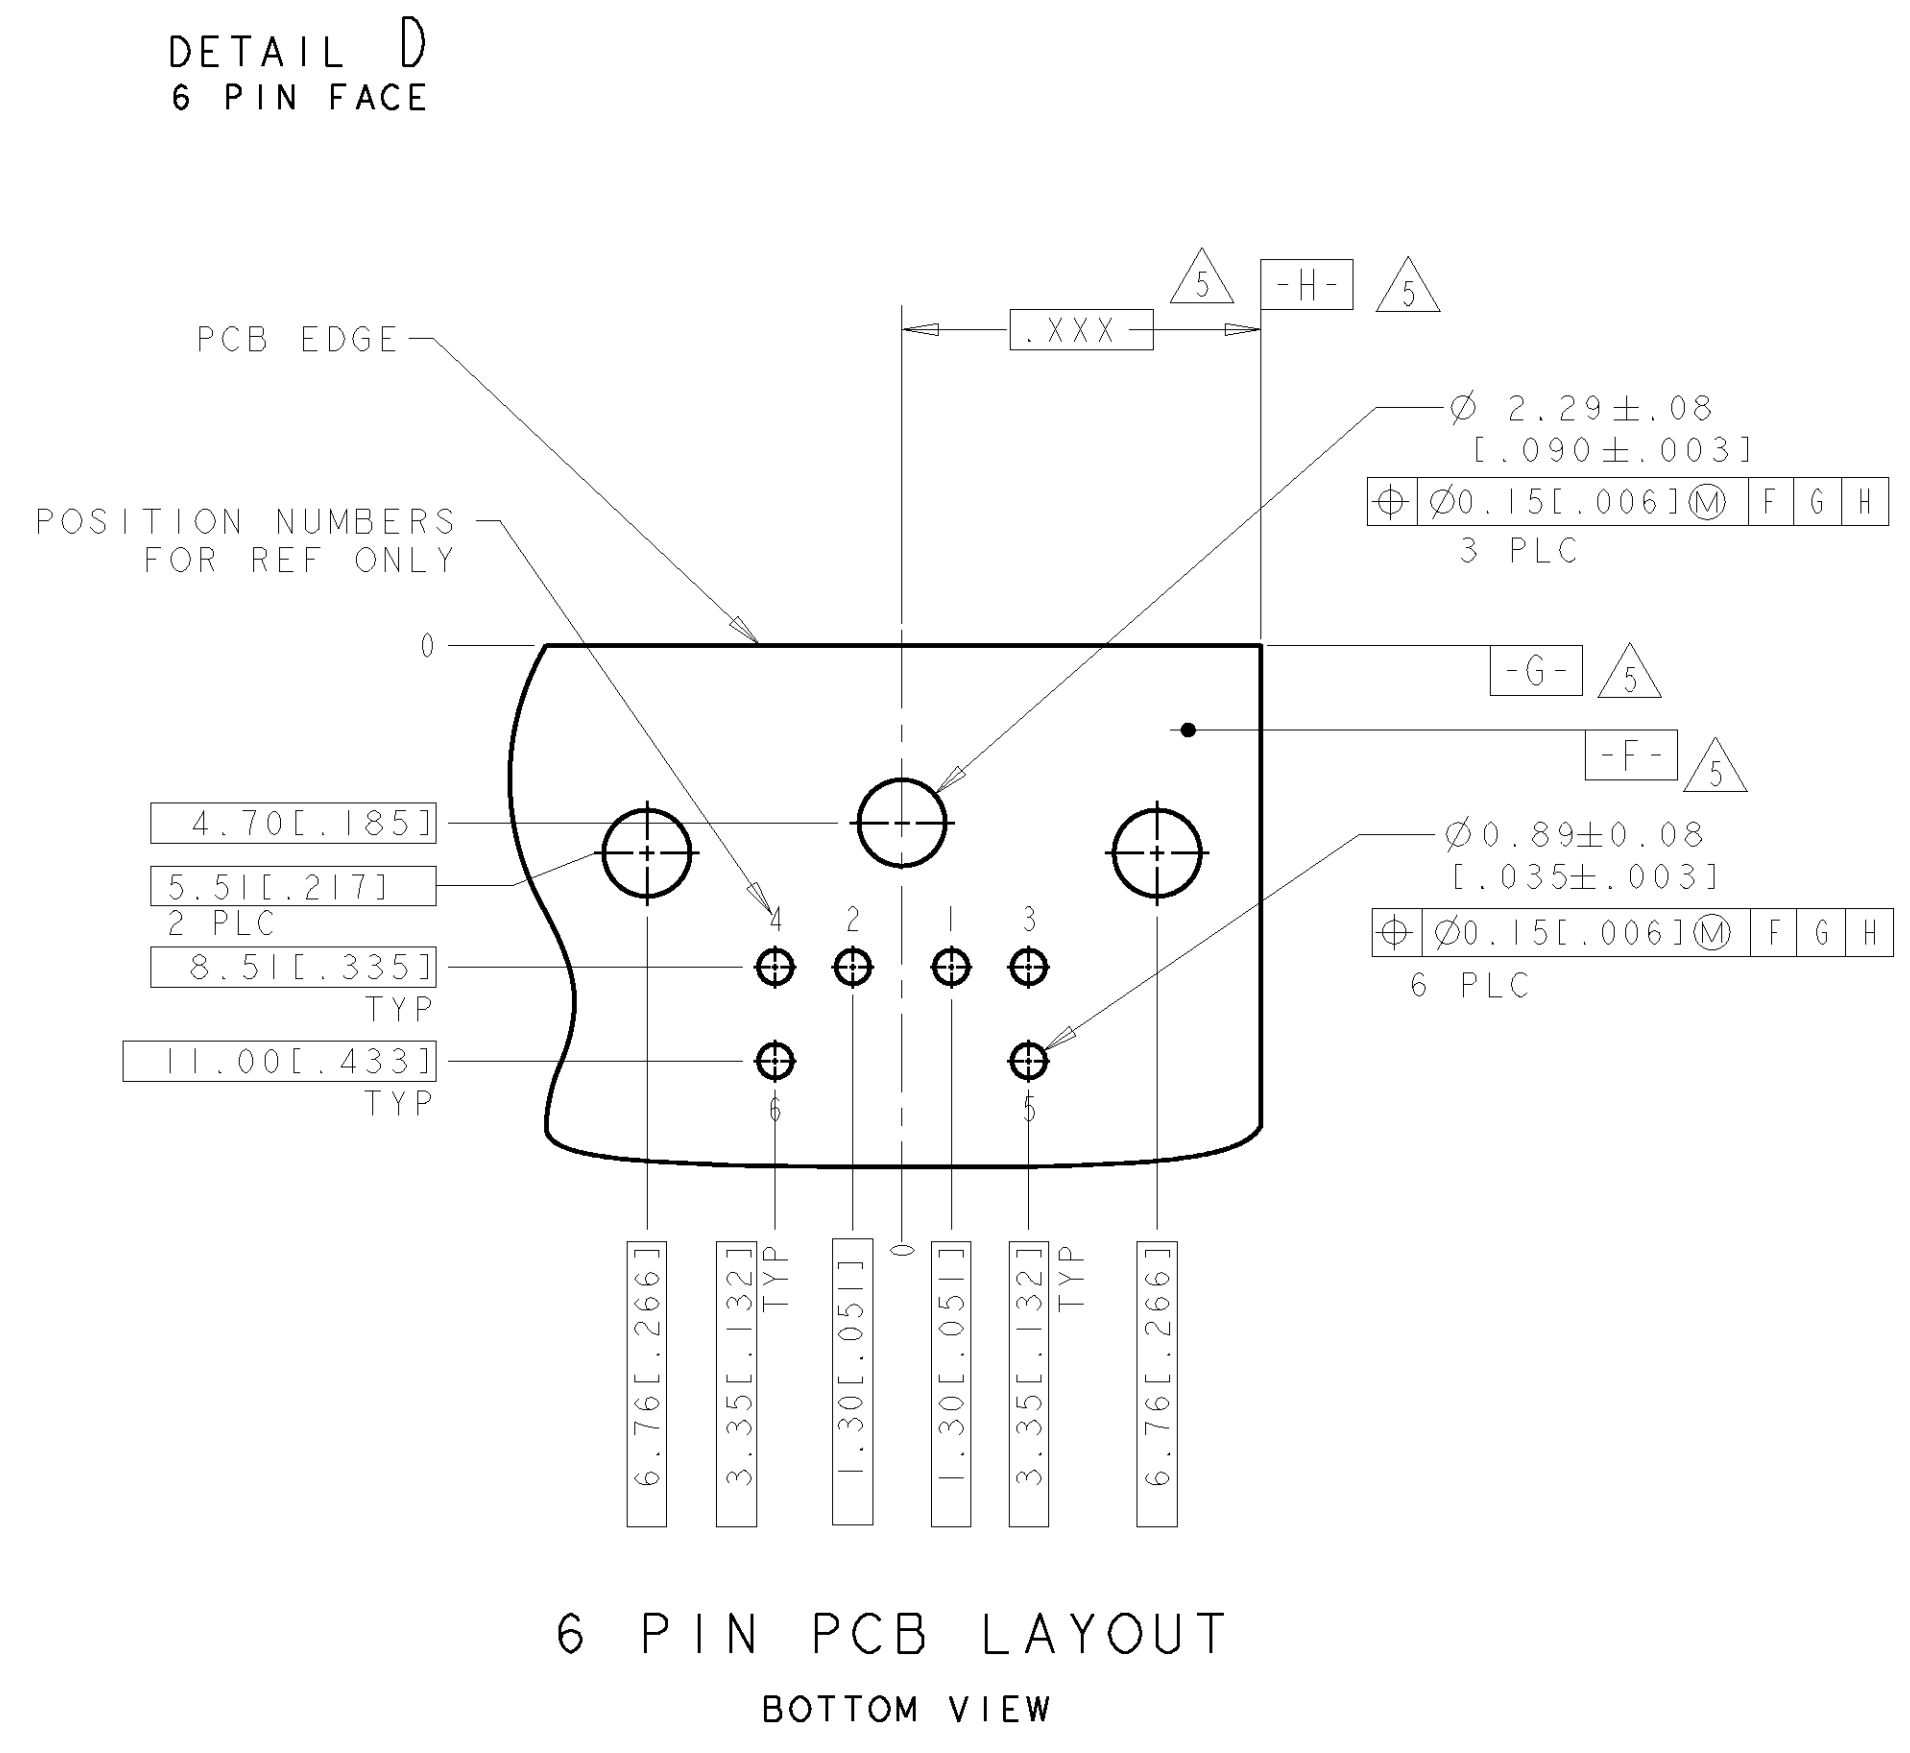 DETAIL D
6 PIN FACE
5
-H-
5
.XXX
PCB EDGE
Ø 2.29±.08
[.090±.003]
⌖ Ø0.15[.006]Ⓜ F G H
3 PLC
POSITION NUMBERS
FOR REF ONLY
0
-G-
5
-F-
5
4.70[.185]
5.51[.217]
2 PLC
Ø0.89±0.08
[.035±.003]
⌖ Ø0.15[.006]Ⓜ F G H
6 PLC
4 2 1 3
8.51[.335]
TYP
11.00[.433]
TYP
6 5
6.76[.266]
3.35[.132]
TYP
1.30[.051]
0
1.30[.051]
3.35[.132]
TYP
6.76[.266]
6 PIN PCB LAYOUT
BOTTOM VIEW